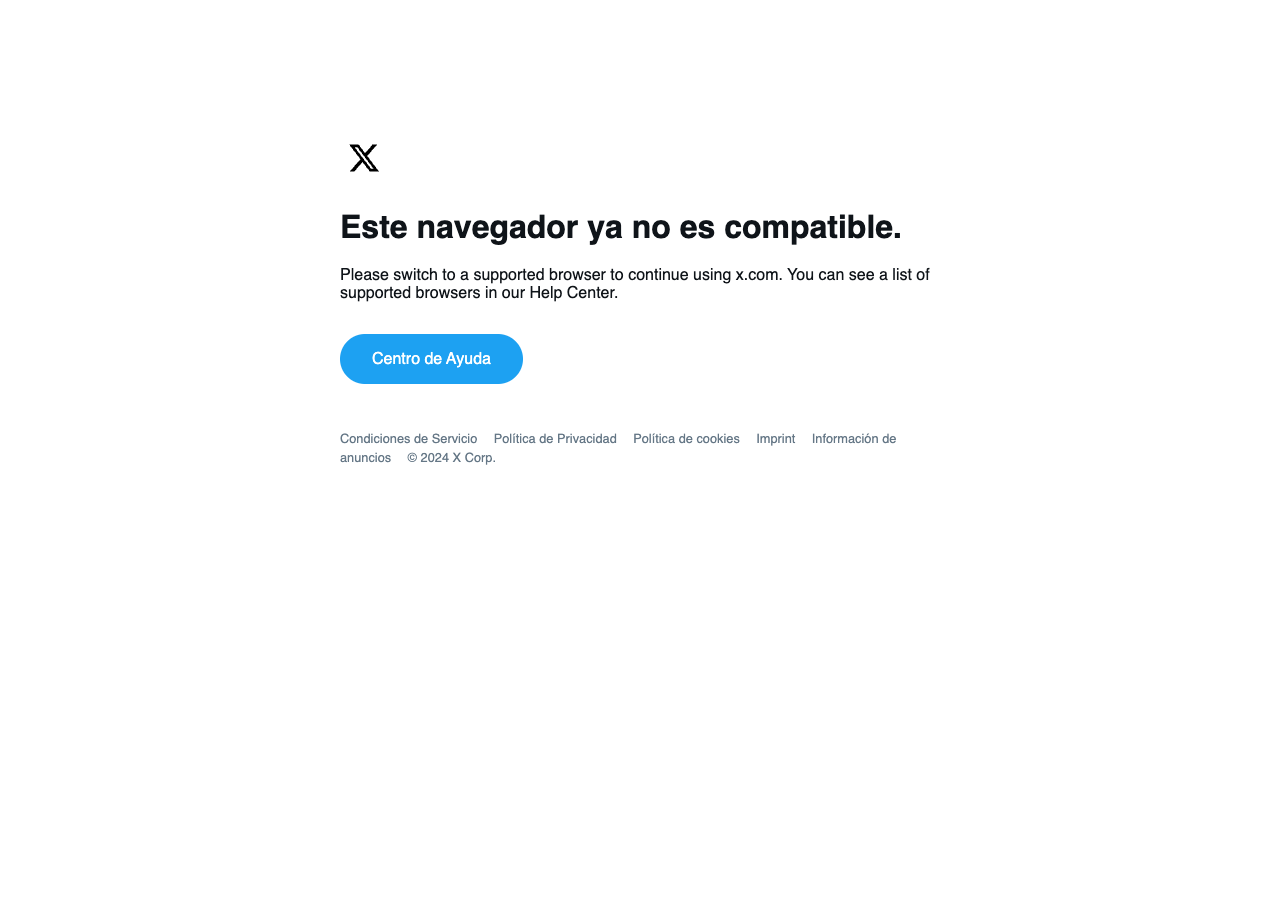 Este navegador ya no es compatible.
Please switch to a supported browser to continue using x.com. You can see a list of
supported browsers in our Help Center.
Centro de Ayuda
Condiciones de Servicio Política de Privacidad Política de cookies Imprint Información de
anuncios © 2024 X Corp.